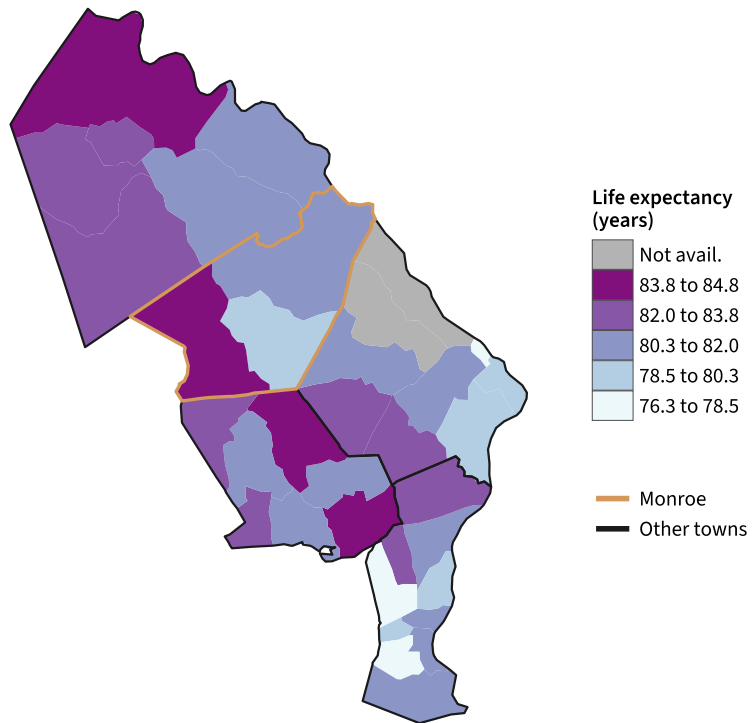 Life expectancy
(years)
Not avail.
83.8 to 84.8
82.0 to 83.8
80.3 to 82.0
78.5 to 80.3
76.3 to 78.5
Monroe
Other towns